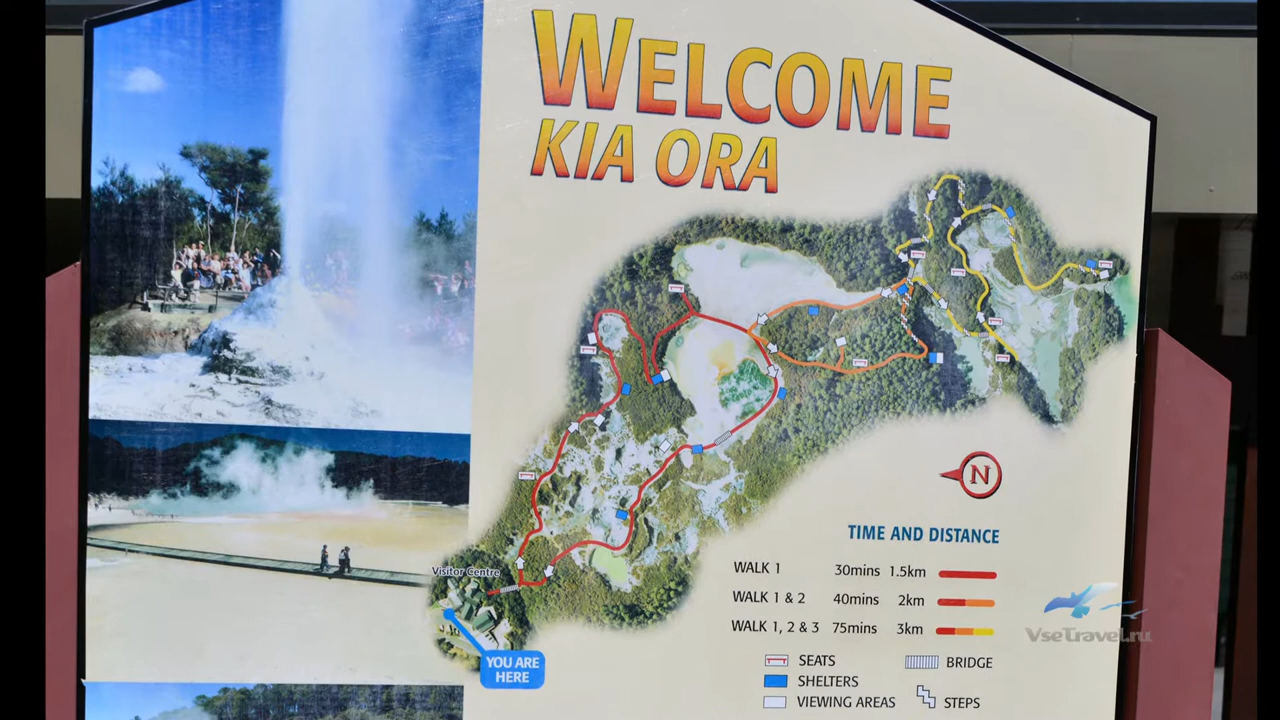 WELCOME
KIA ORA
N
TIME AND DISTANCE
WALK 1 30mins 1.5km
WALK 1 & 2 40mins 2km
WALK 1, 2 & 3 75mins 3km
SEATS BRIDGE
SHELTERS
VIEWING AREAS STEPS
Visitor Centre
YOU ARE
HERE
VseTravel.ru